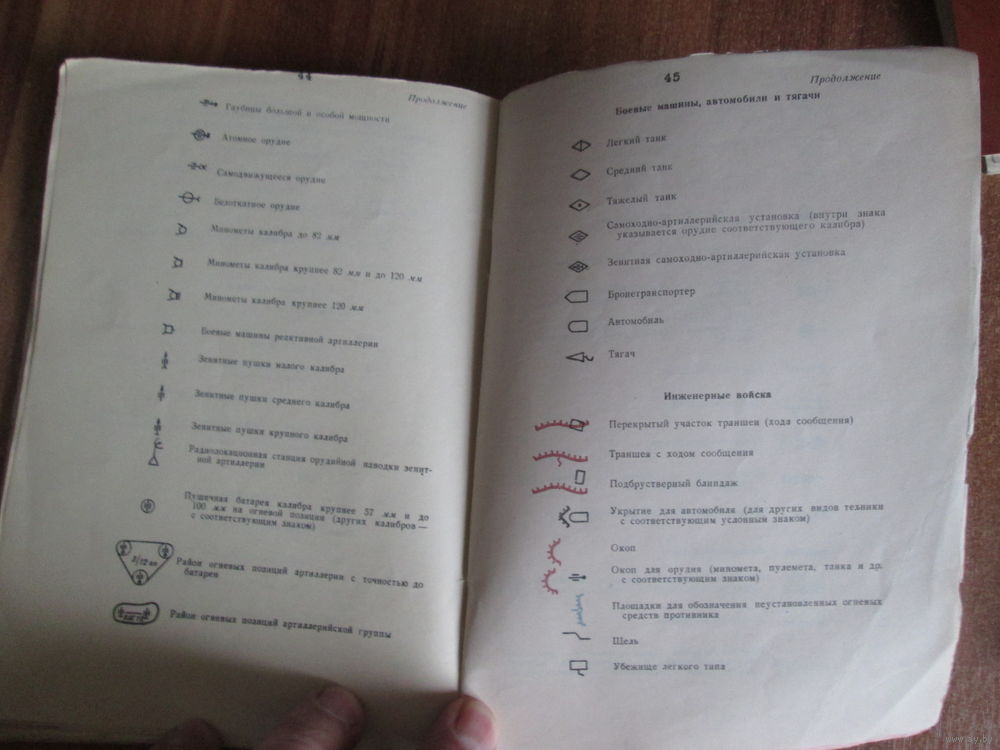 44
Продолжение
Гаубицы большой и особой мощности
Атомное орудие
Самодвижущееся орудие
Безоткатное орудие
Минометы калибра до 82 мм
Минометы калибра крупнее 82 мм и до 120 мм
Минометы калибра крупнее 120 мм
Боевые машины реактивной артиллерии
Зенитные пушки малого калибра
Зенитные пушки среднего калибра
Зенитные пушки крупного калибра
Радиолокационная станция орудийной наводки зенит-
ной артиллерии
Пушечная батарея калибра крупнее 57 мм и до
100 мм на огневой позиции (других калибров —
с соответствующим знаком)
Район огневых позиций артиллерии с точностью до
батареи
Район огневых позиций артиллерийской группы
45
Продолжение
Боевые машины, автомобили и тягачи
Легкий танк
Средний танк
Тяжелый танк
Самоходно-артиллерийская установка (внутри знака
указывается орудие соответствующего калибра)
Зенитная самоходно-артиллерийская установка
Бронетранспортер
Автомобиль
Тягач
Инженерные войска
Перекрытый участок траншеи (хода сообщения)
Траншея с ходом сообщения
Подбрустверный блиндаж
Укрытие для автомобиля (для других видов техники
с соответствующим условным знаком)
Окоп
Окоп для орудия (миномета, пулемета, танка и др.
с соответствующим знаком)
Площадки для обозначения неустановленных огневых
средств противника
Щель
Убежище легкого типа
www.ay.by